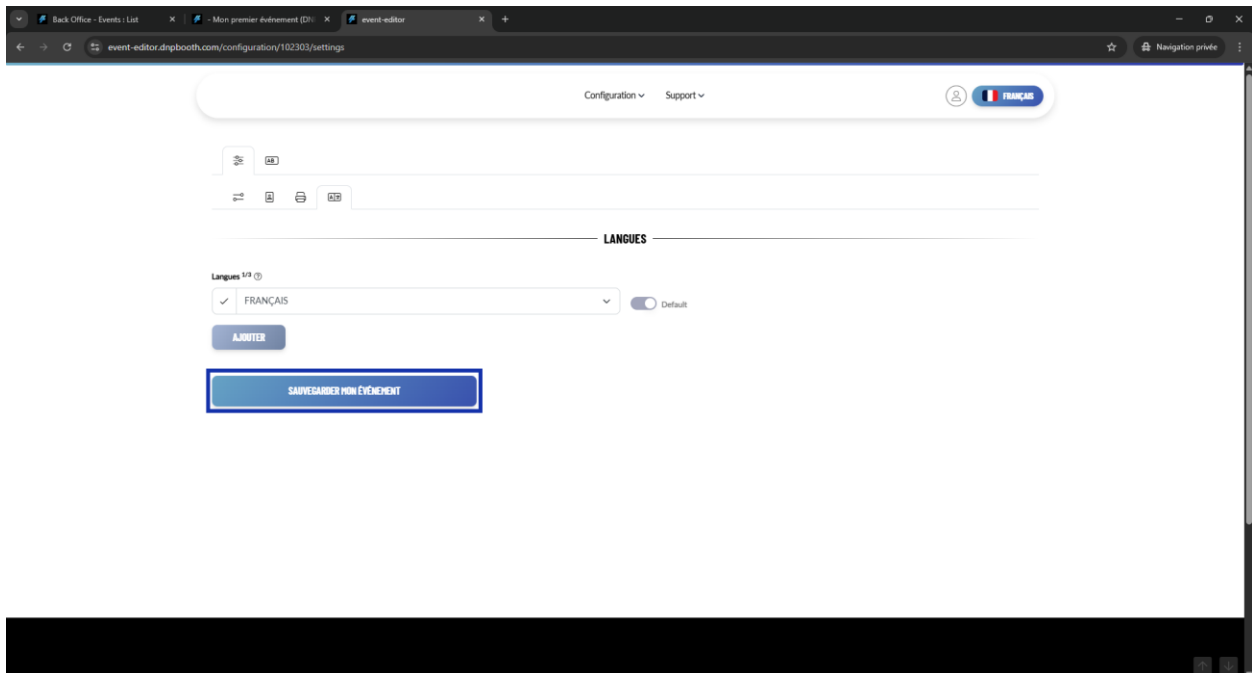 Back Office - Events : List
- Mon premier événement (DN
event-editor
event-editor.dnpbooth.com/configuration/102303/settings
Navigation privée
Configuration
Support
FRANÇAIS
AB
LANGUES
Langues 1/3
FRANÇAIS
Default
AJOUTER
SAUVEGARDER MON ÉVÉNEMENT